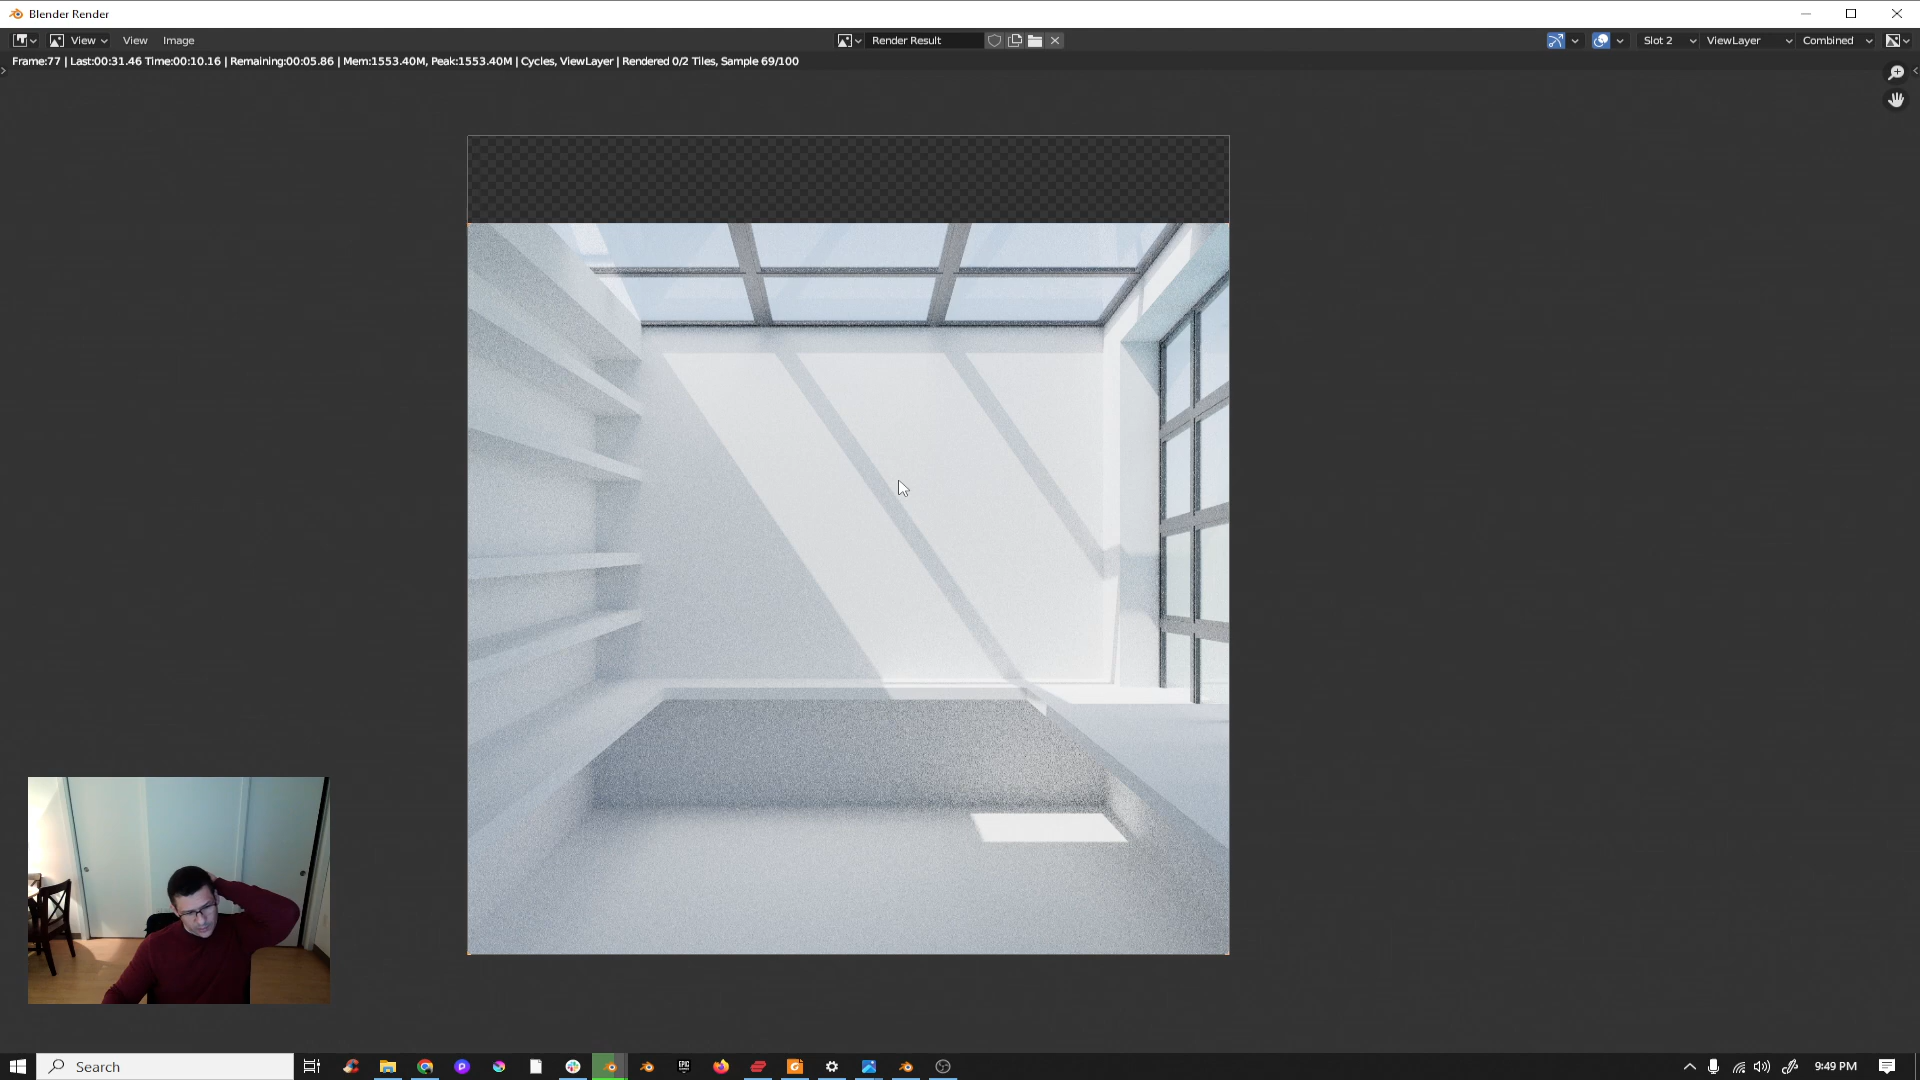 Blender Render
View View Image Render Result Slot 2 ViewLayer Combined
Frame:77 | Last:00:31.46 Time:00:10.16 | Remaining:00:05.86 | Mem:1553.40M, Peak:1553.40M | Cycles, ViewLayer | Rendered 0/2 Tiles, Sample 69/100
Search 9:49 PM